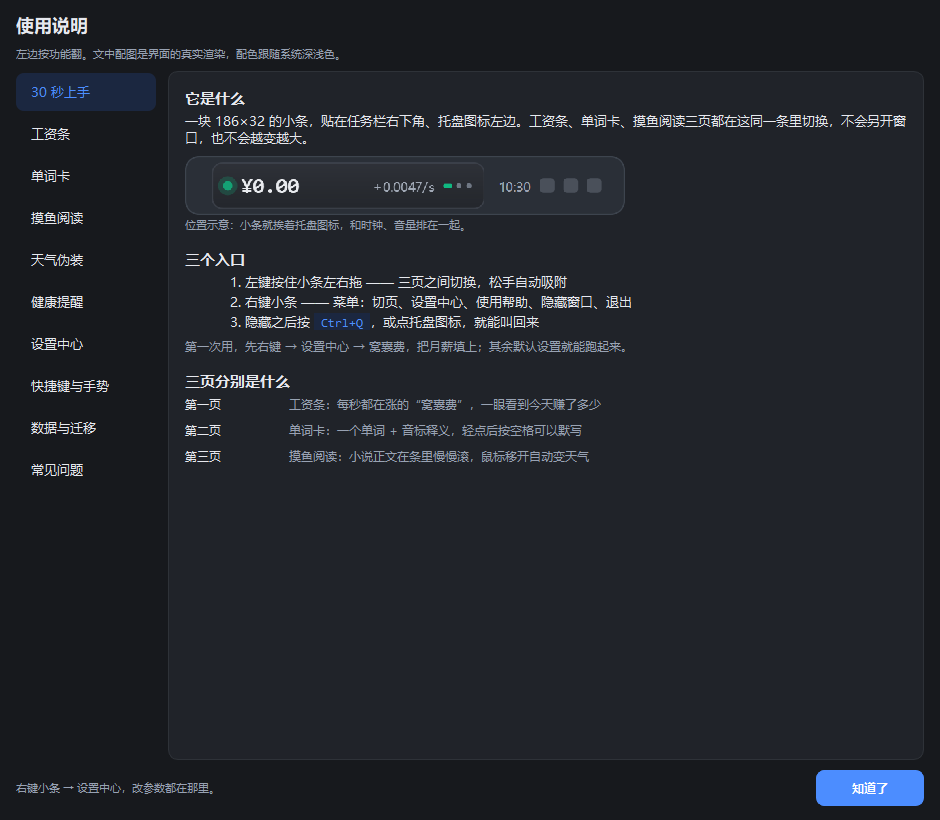 使用说明
左边按功能翻。文中配图是界面的真实渲染，配色跟随系统深浅色。
30 秒上手
工资条
单词卡
摸鱼阅读
天气伪装
健康提醒
设置中心
快捷键与手势
数据与迁移
常见问题
它是什么
一块 186×32 的小条，贴在任务栏右下角、托盘图标左边。工资条、单词卡、摸鱼阅读三页都在这同一条里切换，不会另开窗
口，也不会越变越大。
¥0.00 +0.0047/s 10:30
位置示意：小条就挨着托盘图标，和时钟、音量排在一起。
三个入口
1. 左键按住小条左右拖 —— 三页之间切换，松手自动吸附
2. 右键小条 —— 菜单：切页、设置中心、使用帮助、隐藏窗口、退出
3. 隐藏之后按 Ctrl+Q ，或点托盘图标，就能叫回来
第一次用，先右键 → 设置中心 → 窝囊费，把月薪填上；其余默认设置就能跑起来。
三页分别是什么
第一页 工资条：每秒都在涨的“窝囊费”，一眼看到今天赚了多少
第二页 单词卡：一个单词 + 音标释义，轻点后按空格可以默写
第三页 摸鱼阅读：小说正文在条里慢慢滚，鼠标移开自动变天气
右键小条 → 设置中心，改参数都在那里。
知道了